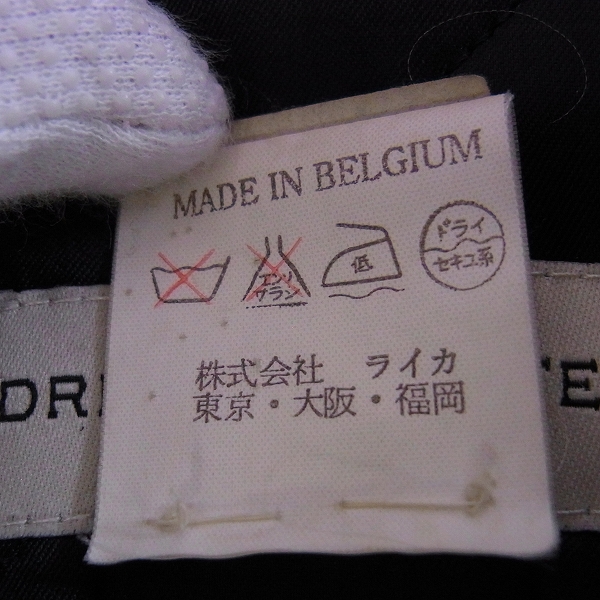 MADE IN BELGIUM
エンソ
サラシ
低
ドライ
セキユ系
株式会社 ライカ
東京・大阪・福岡
DR
TE